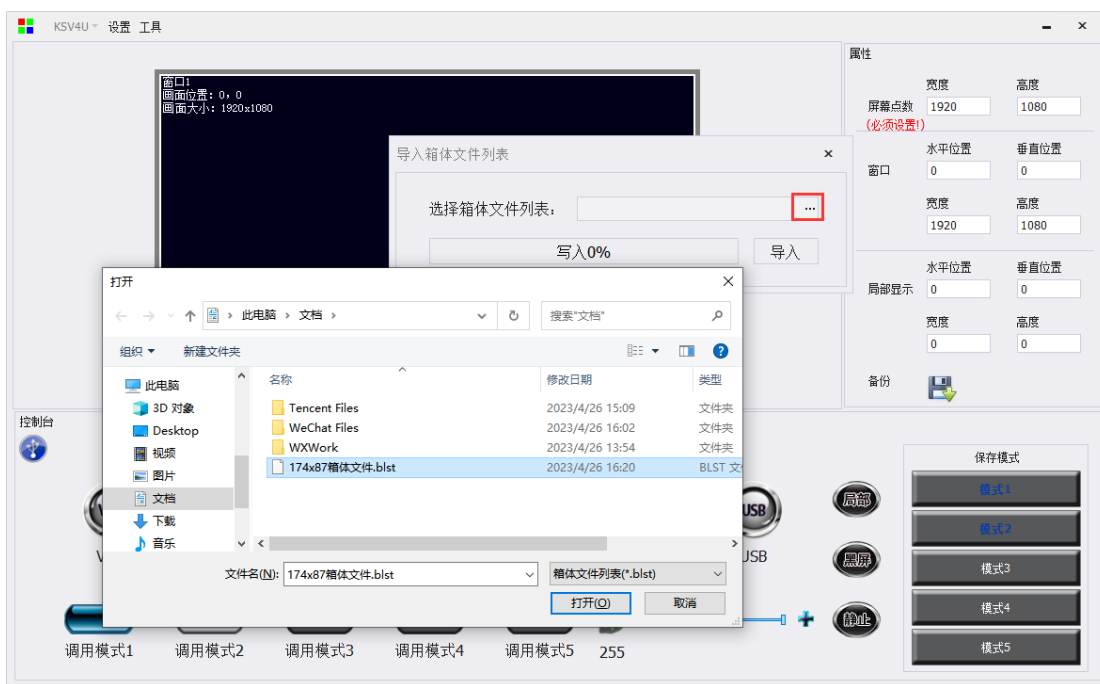 KSV4U 设置 工具
属性
窗口1
画面位置：0，0
画面大小：1920x1080
宽度 高度
屏幕点数 1920 1080
(必须设置!)
水平位置 垂直位置
窗口 0 0
宽度 高度
1920 1080
水平位置 垂直位置
局部显示 0 0
宽度 高度
0 0
备份
导入箱体文件列表
选择箱体文件列表： ...
写入0% 导入
打开
此电脑 › 文档 ›
搜索"文档"
组织 新建文件夹
名称 修改日期 类型
此电脑
3D 对象
Desktop
视频
图片
文档
下载
音乐
Tencent Files 2023/4/26 15:09 文件夹
WeChat Files 2023/4/26 16:02 文件夹
WXWork 2023/4/26 13:54 文件夹
174x87箱体文件.blst 2023/4/26 16:20 BLST 文
文件名(N): 174x87箱体文件.blst 箱体文件列表(*.blst)
打开(O) 取消
控制台
USB
USB
局部
黑屏
静止
保存模式
模式1
模式2
模式3
模式4
模式5
调用模式1 调用模式2 调用模式3 调用模式4 调用模式5 255